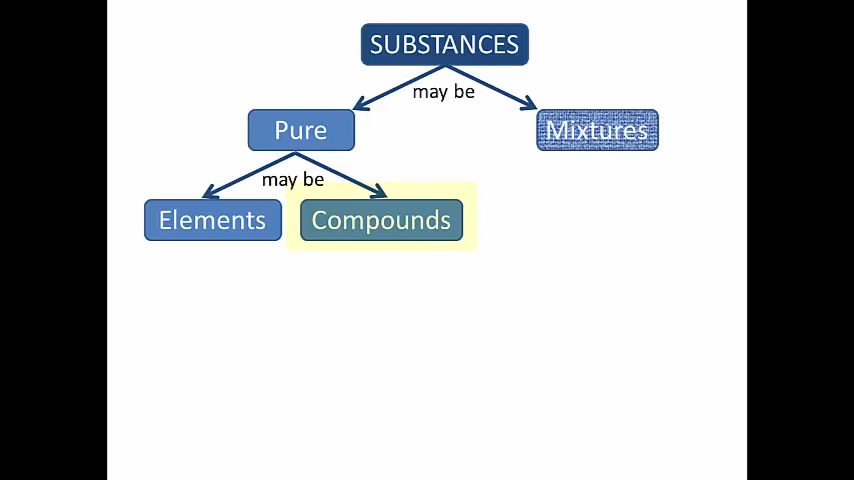 SUBSTANCES
may be
Pure
Mixtures
may be
Elements
Compounds